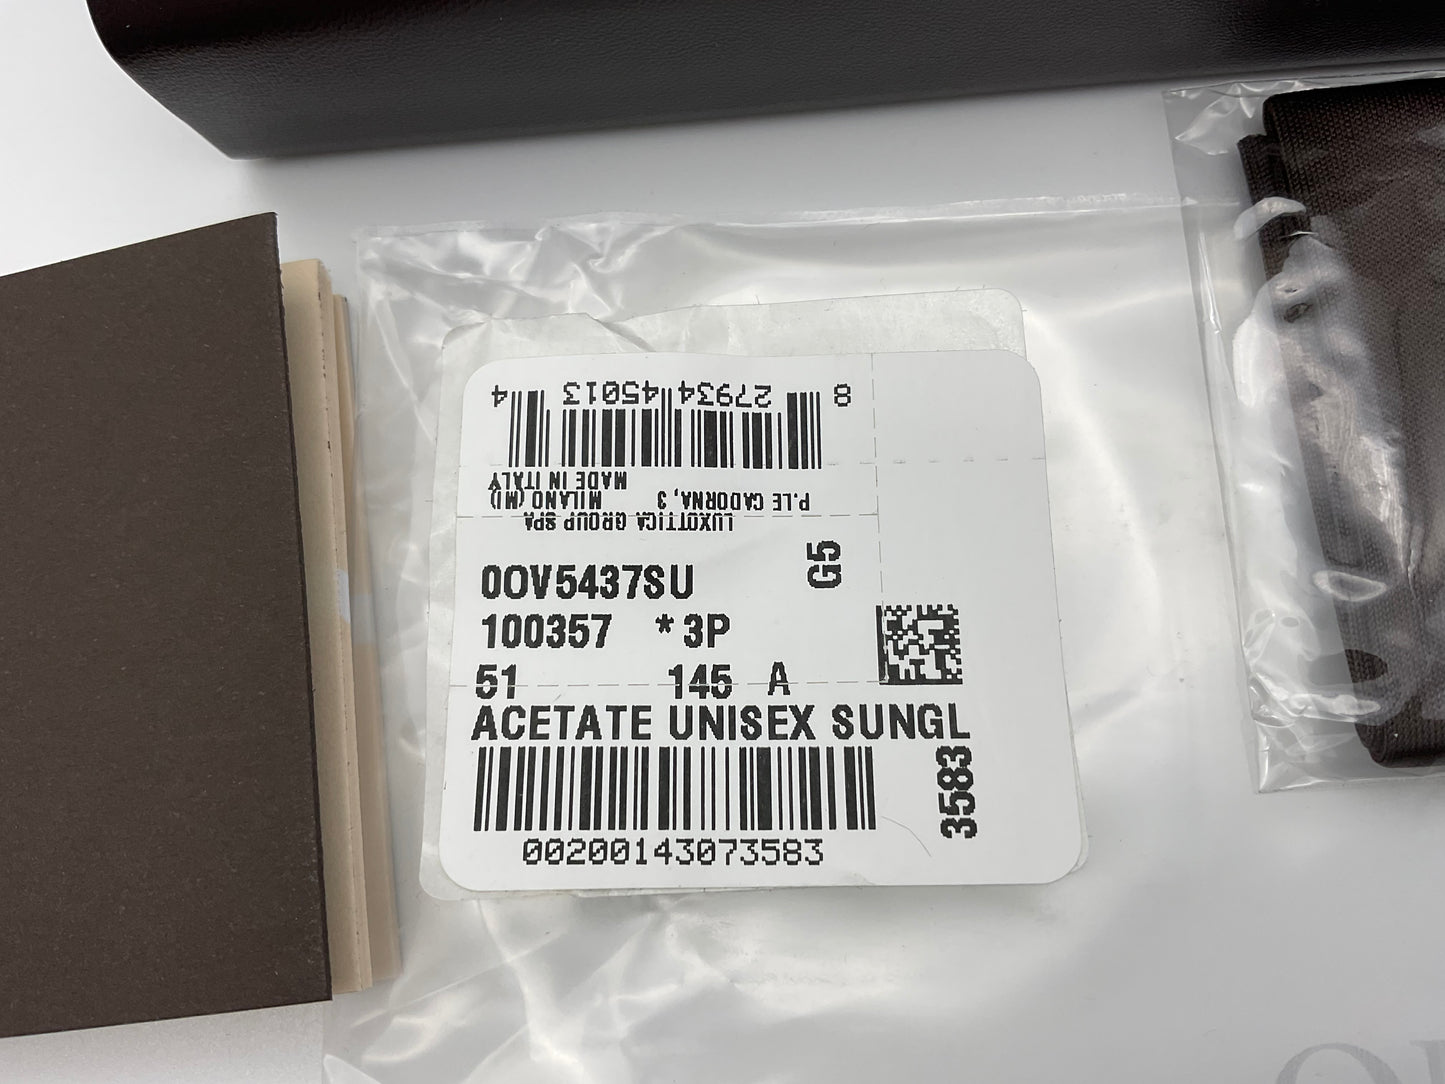 8 27934 45013 4
LUXOTTICA GROUP SPA
P.LE CADORNA, 3 MILANO (MI)
MADE IN ITALY
G5
0OV5437SU
100357 *3P
51 145 A
ACETATE UNISEX SUNGL
3583
00200143073583